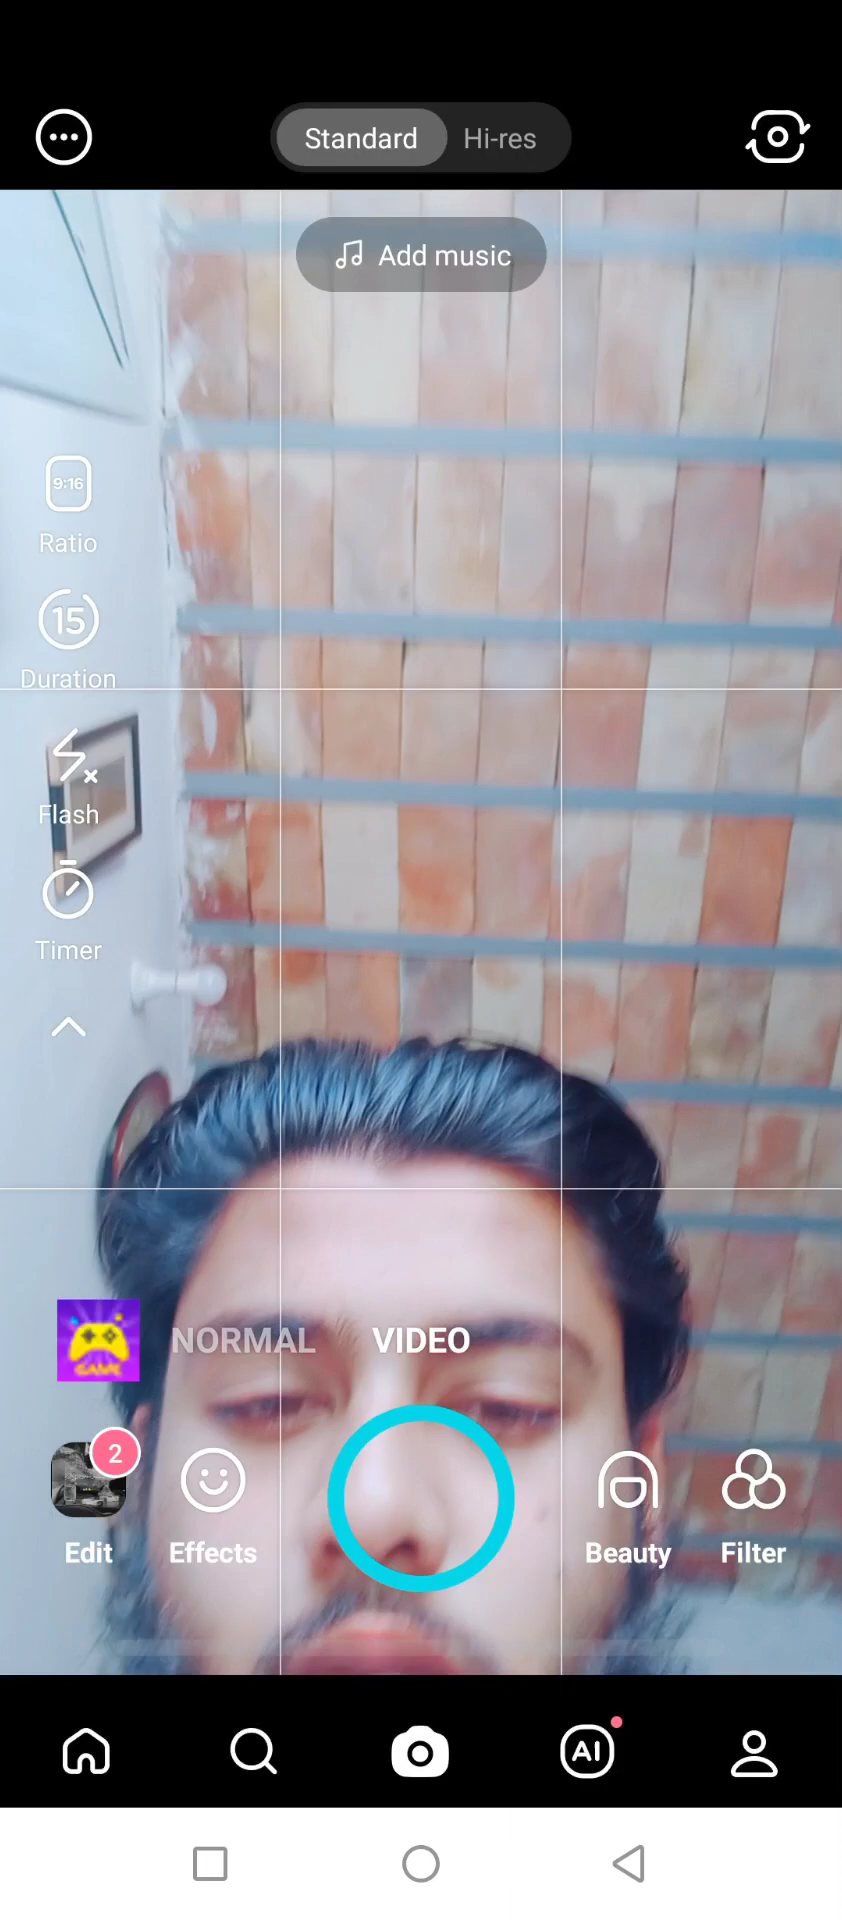 Standard Hi-res
Add music
9:16
Ratio
15
Duration
Flash
Timer
GAME
NORMAL VIDEO
2
Edit Effects Beauty Filter
AI